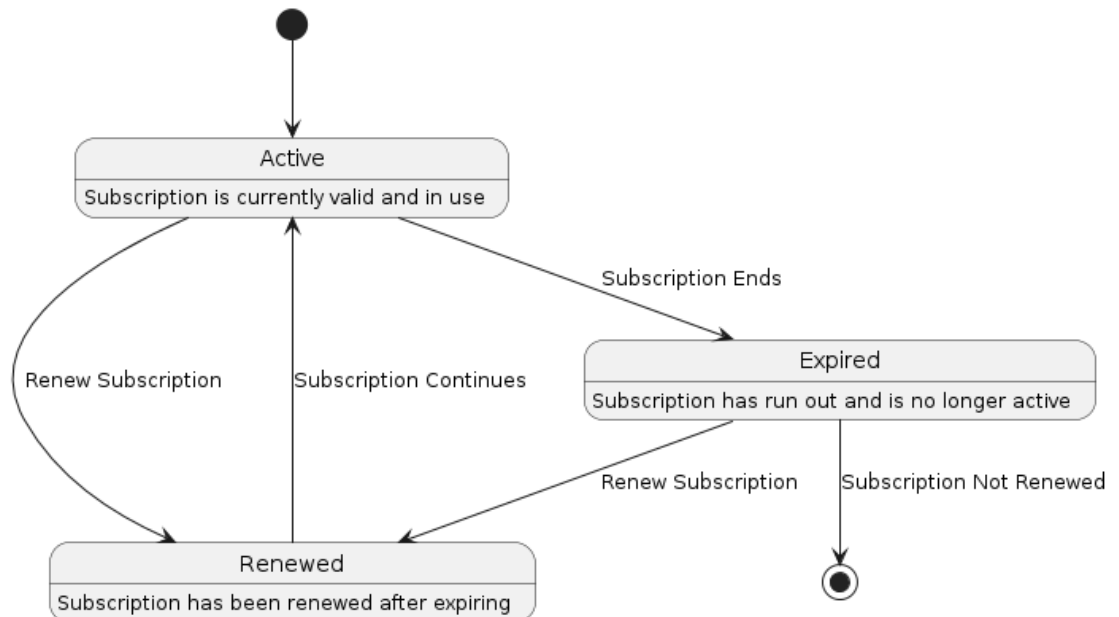 Active
Subscription is currently valid and in use
Subscription Ends
Expired
Subscription has run out and is no longer active
Renew Subscription
Subscription Continues
Renew Subscription
Subscription Not Renewed
Renewed
Subscription has been renewed after expiring